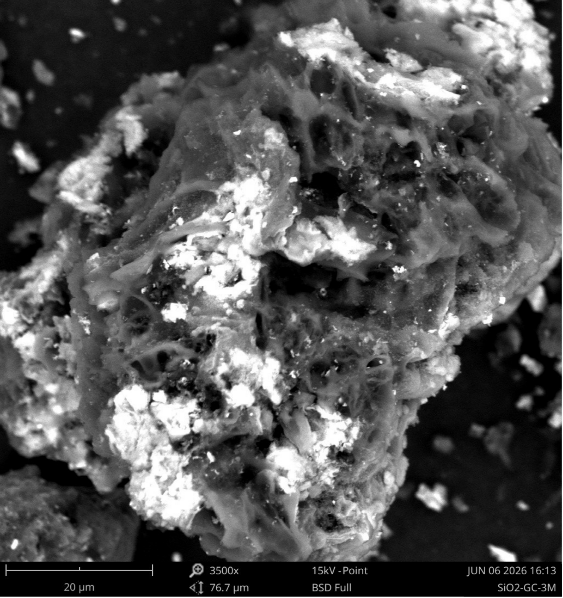 3500x
15kV -Point
JUN 06 2026 16:13
20 µm
76.7 µm
BSD Full
SiO2-GC-3M